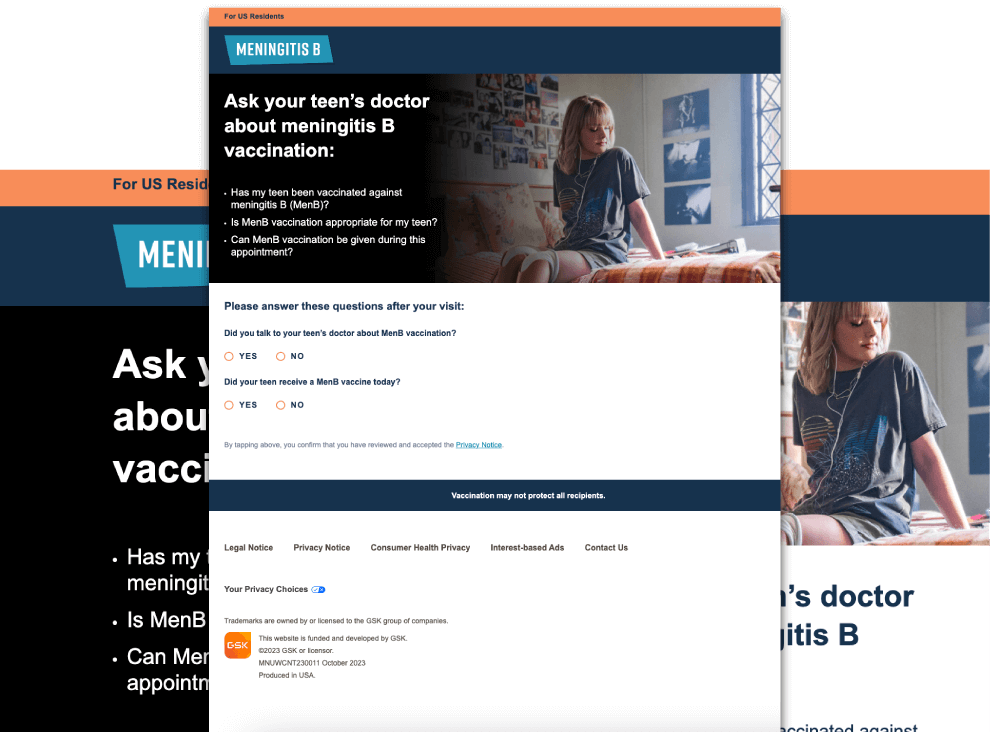 For US Residents
MENINGITIS B
Ask your teen's doctor
about meningitis B
vaccination:
• Has my teen been vaccinated against
meningitis B (MenB)?
• Is MenB vaccination appropriate for my teen?
• Can MenB vaccination be given during this
appointment?
Please answer these questions after your visit:
Did you talk to your teen's doctor about MenB vaccination?
YES NO
Did your teen receive a MenB vaccine today?
YES NO
By tapping above, you confirm that you have reviewed and accepted the Privacy Notice.
Vaccination may not protect all recipients.
Legal Notice Privacy Notice Consumer Health Privacy Interest-based Ads Contact Us
Your Privacy Choices
Trademarks are owned by or licensed to the GSK group of companies.
GSK
This website is funded and developed by GSK.
©2023 GSK or licensor.
MNUWCNT230011 October 2023
Produced in USA.
For US Resid
MENI
Ask y
abou
vacci
• Has my t
meningit
• Is MenB
• Can Mer
appointm
n's doctor
gitis B
accinated against